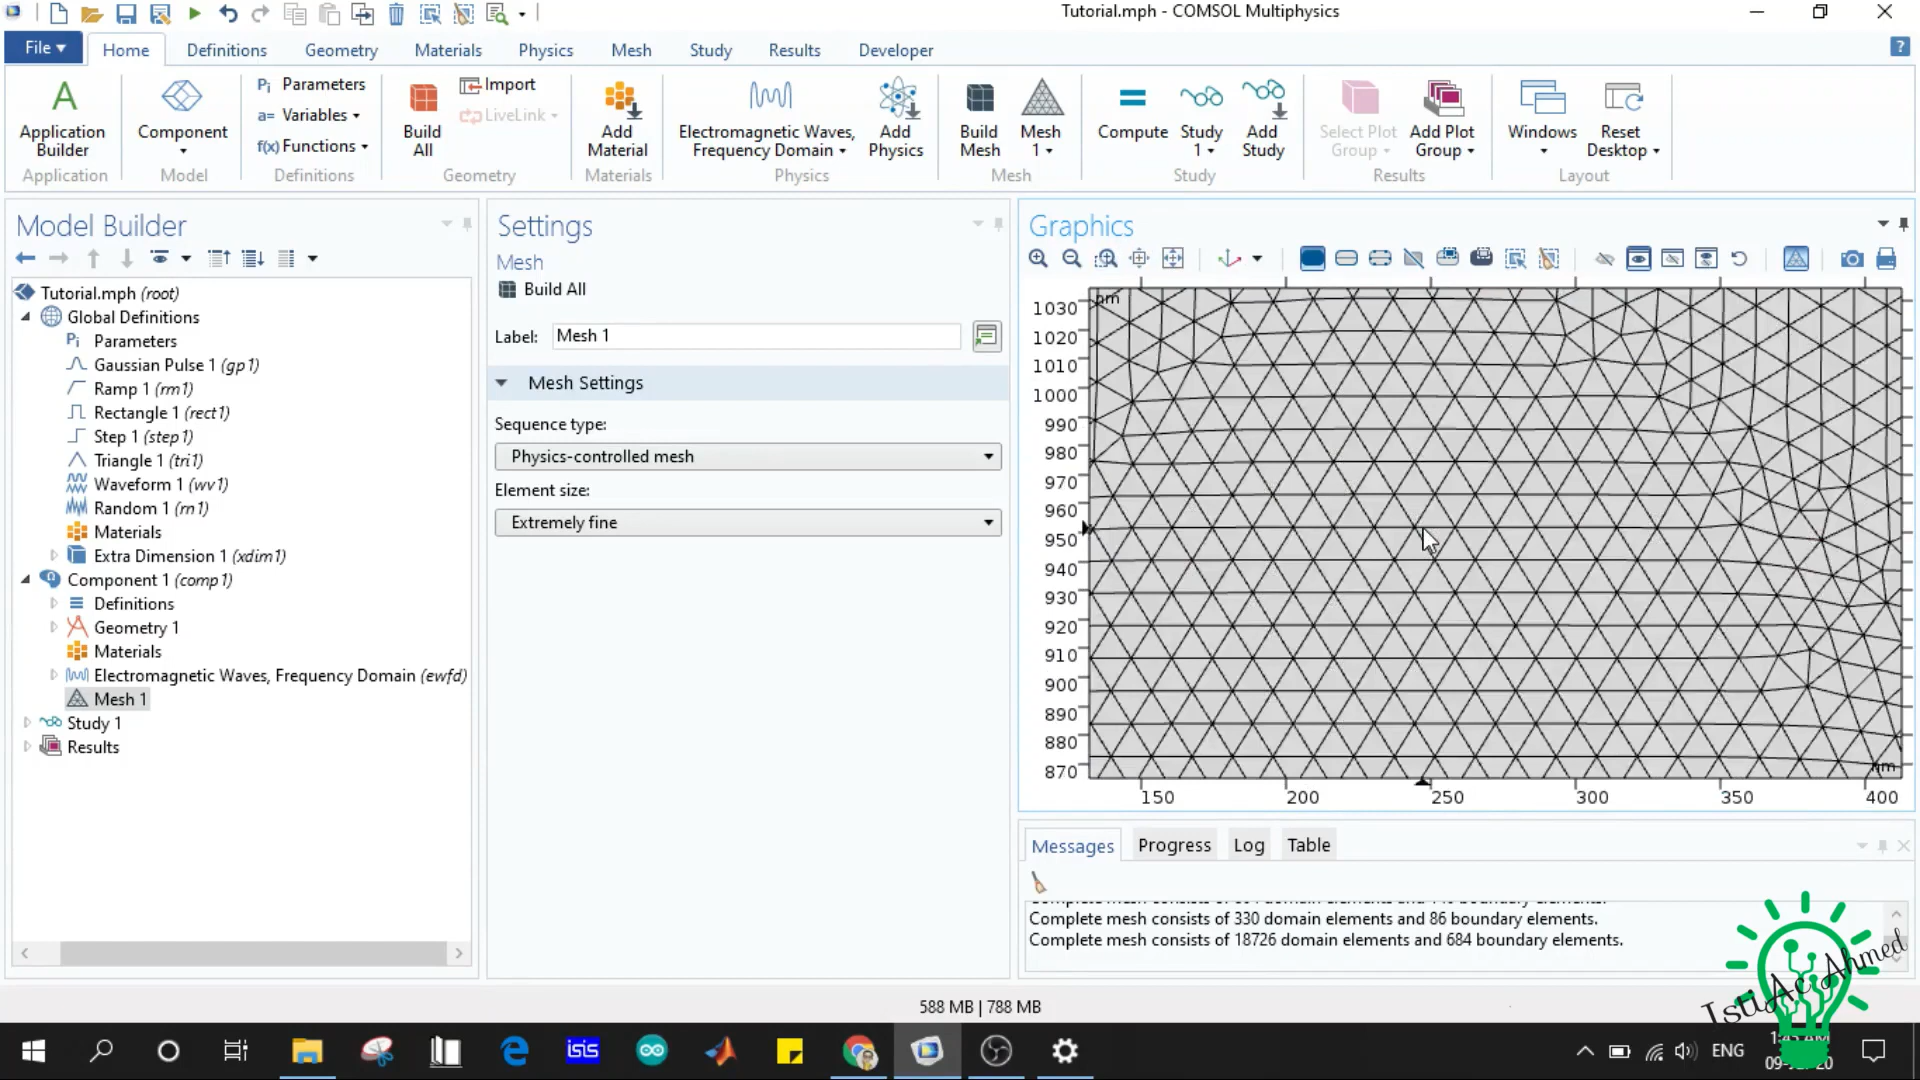 Tutorial.mph - COMSOL Multiphysics
File Home Definitions Geometry Materials Physics Mesh Study Results Developer
Application Builder
Component
Pi Parameters
a= Variables
f(x) Functions
Build All
Import
LiveLink
Add Material
Electromagnetic Waves, Frequency Domain
Add Physics
Build Mesh
Mesh 1
Compute
Study 1
Add Study
Select Plot Group
Add Plot Group
Windows
Reset Desktop
Application Model Definitions Geometry Materials Physics Mesh Study Results Layout
Model Builder
Tutorial.mph (root)
Global Definitions
Pi Parameters
Gaussian Pulse 1 (gp1)
Ramp 1 (rm1)
Rectangle 1 (rect1)
Step 1 (step1)
Triangle 1 (tri1)
Waveform 1 (wv1)
Random 1 (rn1)
Materials
Extra Dimension 1 (xdim1)
Component 1 (comp1)
Definitions
Geometry 1
Materials
Electromagnetic Waves, Frequency Domain (ewfd)
Mesh 1
Study 1
Results
Settings
Mesh
Build All
Label: Mesh 1
Mesh Settings
Sequence type:
Physics-controlled mesh
Element size:
Extremely fine
Graphics
nm
1030
1020
1010
1000
990
980
970
960
950
940
930
920
910
900
890
880
870
nm
150 200 250 300 350 400
Messages Progress Log Table
Complete mesh consists of 330 domain elements and 86 boundary elements.
Complete mesh consists of 18726 domain elements and 684 boundary elements.
588 MB | 788 MB
IstiAc Ahmed
isis
ENG